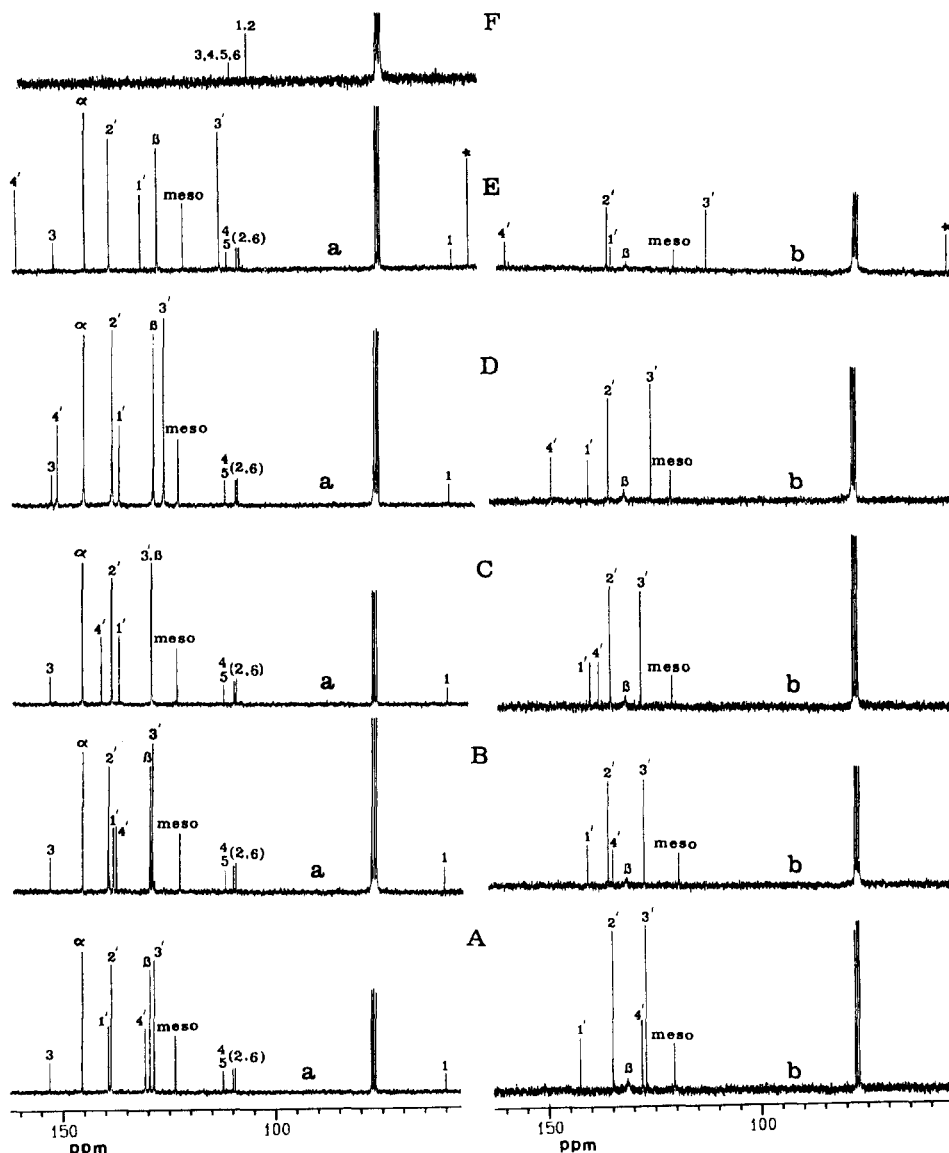 1.2
F
3,4.5,6
α
2'
3'
β
4'
1'
meso
3
4
5(2.6)
a
1
*
E
2'
3'
4'
1'
β
meso
b
*
3'
α
2'
β
D
4'
1'
meso
3
4
5(2.6)
a
1
3'
2'
4'
1'
meso
β
b
α
3'.β
C
2'
4'
1'
meso
3
4
5(2.6)
a
1
2'
3'
1'
4'
meso
β
b
α
3'
2'
β
B
1'
4'
meso
3
4
5(2.6)
a
1
2'
3'
1'
4'
meso
β
b
α
3'
2'
β
A
1'
4'
meso
3
4
5(2.6)
a
1
2'
3'
1'
4'
meso
β
b
150
100
ppm
150
100
ppm